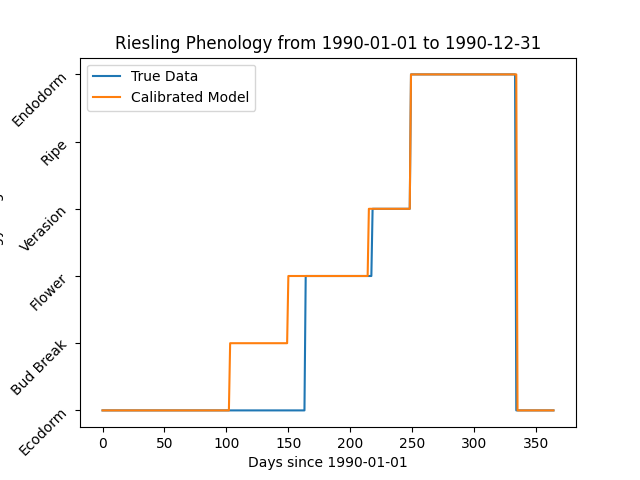 Riesling Phenology from 1990-01-01 to 1990-12-31
True Data
Calibrated Model
Endodorm
Ripe
Verasion
Flower
Bud Break
Ecodorm
0 50 100 150 200 250 300 350
Days since 1990-01-01